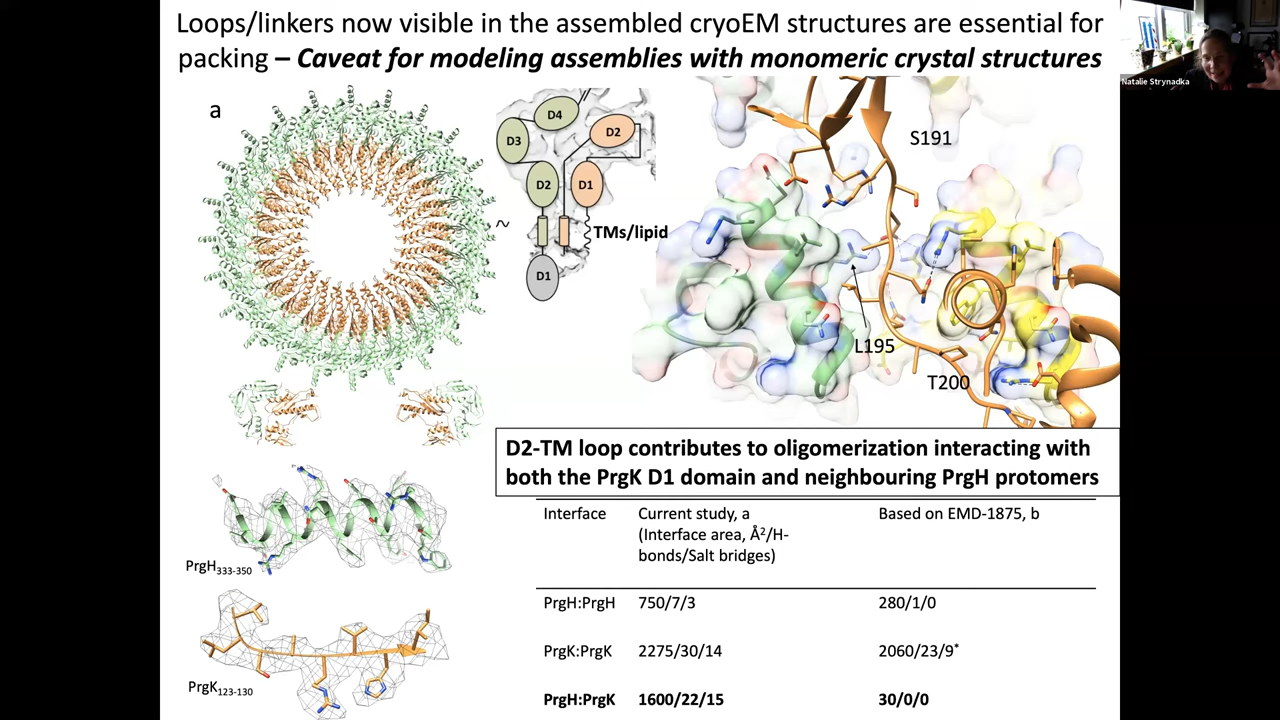 Loops/linkers now visible in the assembled cryoEM structures are essential for
packing – Caveat for modeling assemblies with monomeric crystal structures
Natalie Strynadka
a
D4
D3
D2
D2
D1
TMs/lipid
D1
S191
L195
T200
D2-TM loop contributes to oligomerization interacting with
both the PrgK D1 domain and neighbouring PrgH protomers
PrgH333-350
PrgK123-130
Interface
Current study, a
(Interface area, Å²/H-
bonds/Salt bridges)
Based on EMD-1875, b
PrgH:PrgH 750/7/3 280/1/0
PrgK:PrgK 2275/30/14 2060/23/9*
PrgH:PrgK 1600/22/15 30/0/0